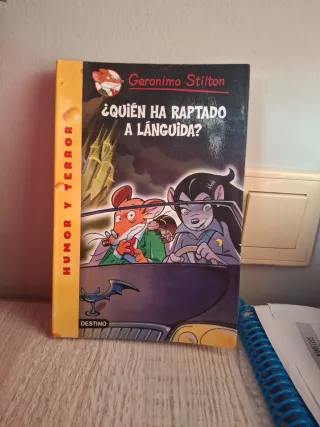 Geronimo Stilton
¿QUIÉN HA RAPTADO
A LÁNGUIDA?
HUMOR Y TERROR
DESTINO